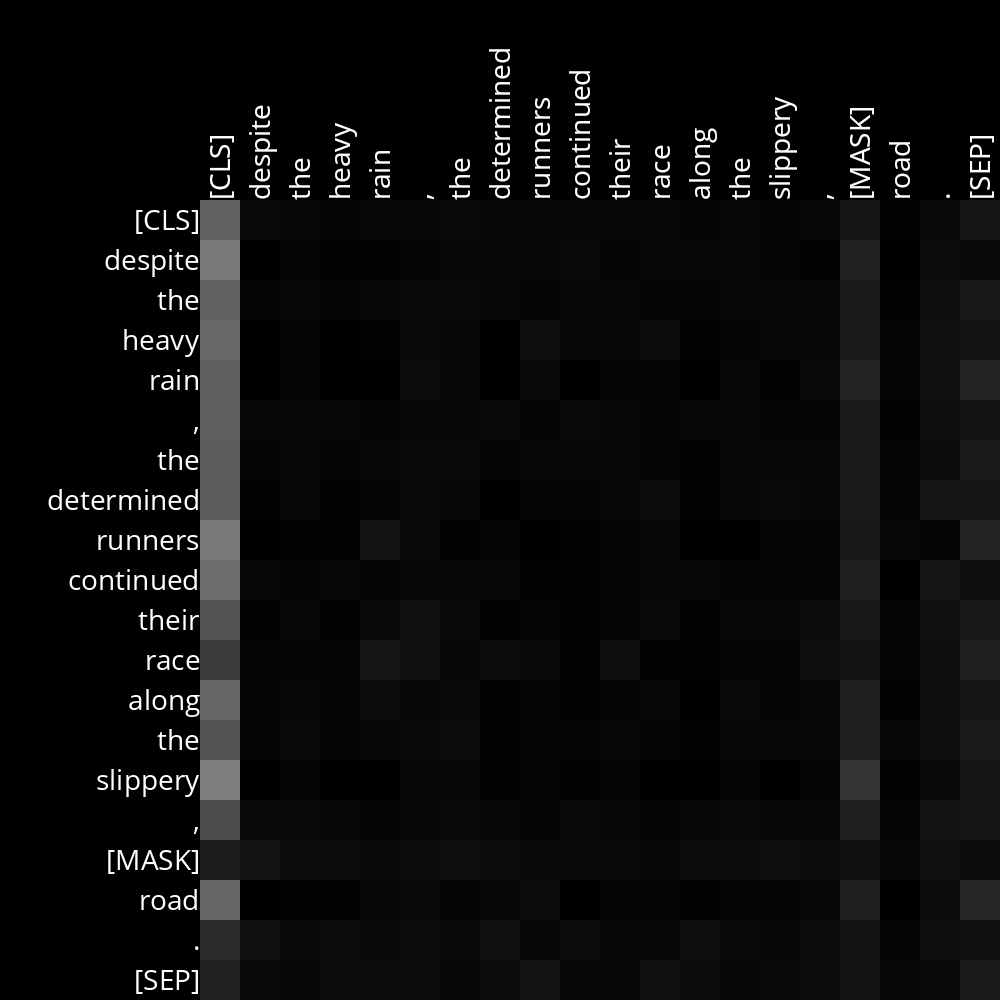 [CLS] despite the heavy rain , the determined runners continued their race along the slippery , [MASK] road . [SEP]
[CLS]
despite
the
heavy
rain
,
the
determined
runners
continued
their
race
along
the
slippery
,
[MASK]
road
.
[SEP]